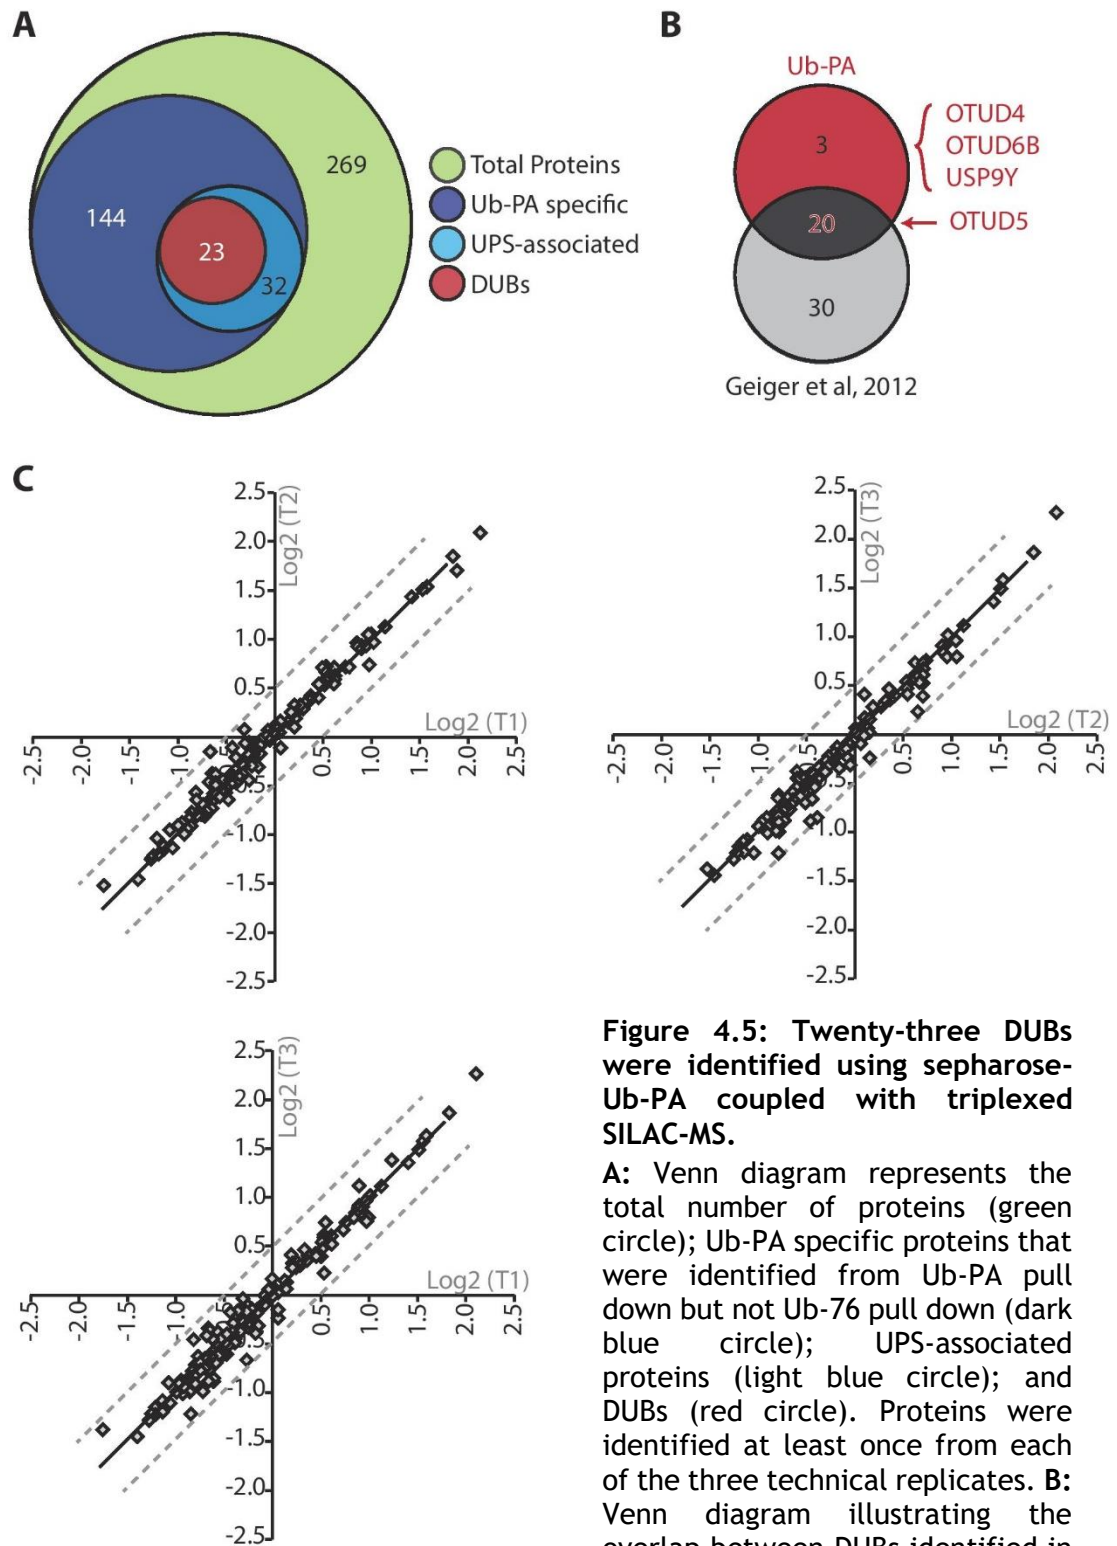 A
269
144
23
32
Total Proteins
Ub-PA specific
UPS-associated
DUBs
B
Ub-PA
3
OTUD4
OTUD6B
USP9Y
20
OTUD5
30
Geiger et al, 2012
C
2.5
2.0
1.5
1.0
0.5
Log2 (T2)
Log2 (T1)
-2.5
-2.0
-1.5
-1.0
0.5
1.0
1.5
2.0
2.5
-1.0
-1.5
-2.0
-2.5
2.5
2.0
1.5
1.0
0.5
Log2 (T3)
Log2 (T2)
-2.5
-2.0
-1.5
-1.0
0.5
1.0
1.5
2.0
2.5
-1.5
-2.0
-2.5
2.5
2.0
1.5
1.0
0.5
Log2 (T3)
Log2 (T1)
-2.5
-2.0
-1.5
-1.0
0.5
1.0
1.5
2.0
2.5
-1.0
-1.5
-2.0
-2.5
Figure 4.5: Twenty-three DUBs
were identified using sepharose-
Ub-PA coupled with triplexed
SILAC-MS.
A: Venn diagram represents the
total number of proteins (green
circle); Ub-PA specific proteins that
were identified from Ub-PA pull
down but not Ub-76 pull down (dark
blue circle); UPS-associated
proteins (light blue circle); and
DUBs (red circle). Proteins were
identified at least once from each
of the three technical replicates. B:
Venn diagram illustrating the
overlap between DUBs identified in